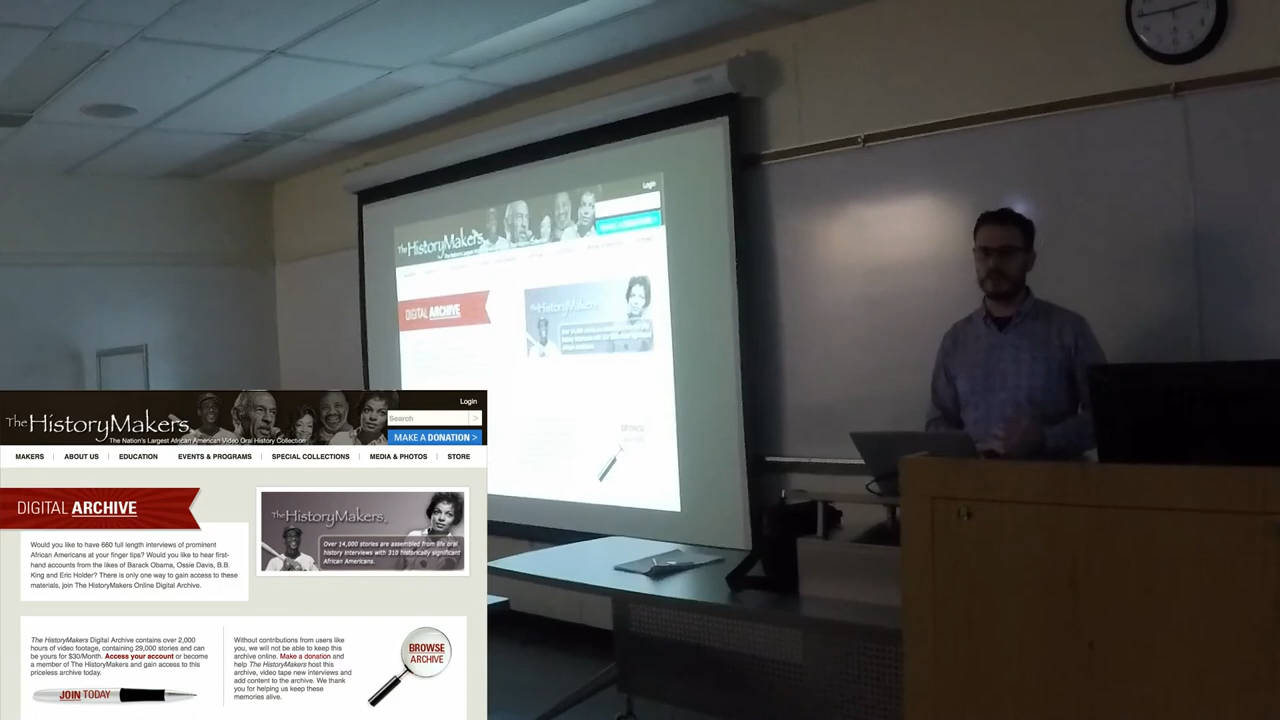 Login
The HistoryMakers
DIGITAL ARCHIVE
The HistoryMakers
Login
The HistoryMakers
Search
The Nation's Largest African American Video Oral History Collection
MAKE A DONATION >
MAKERS ABOUT US EDUCATION EVENTS & PROGRAMS SPECIAL COLLECTIONS MEDIA & PHOTOS STORE
DIGITAL ARCHIVE
Would you like to have 660 full length interviews of prominent
African Americans at your finger tips? Would you like to hear first-
hand accounts from the likes of Barack Obama, Ossie Davis, B.B.
King and Eric Holder? There is only one way to gain access to these
materials, join The HistoryMakers Online Digital Archive.
The HistoryMakers.
Over 14,000 stories are assembled from life oral
history interviews with 310 historically significant
African Americans.
The HistoryMakers Digital Archive contains over 2,000
hours of video footage, containing 29,000 stories and can
be yours for $30/Month. Access your account or become
a member of The HistoryMakers and gain access to this
priceless archive today.
JOIN TODAY
Without contributions from users like
you, we will not be able to keep this
archive online. Make a donation and
help The HistoryMakers host this
archive, video tape new interviews and
add content to the archive. We thank
you for helping us keep these
memories alive.
BROWSE
ARCHIVE